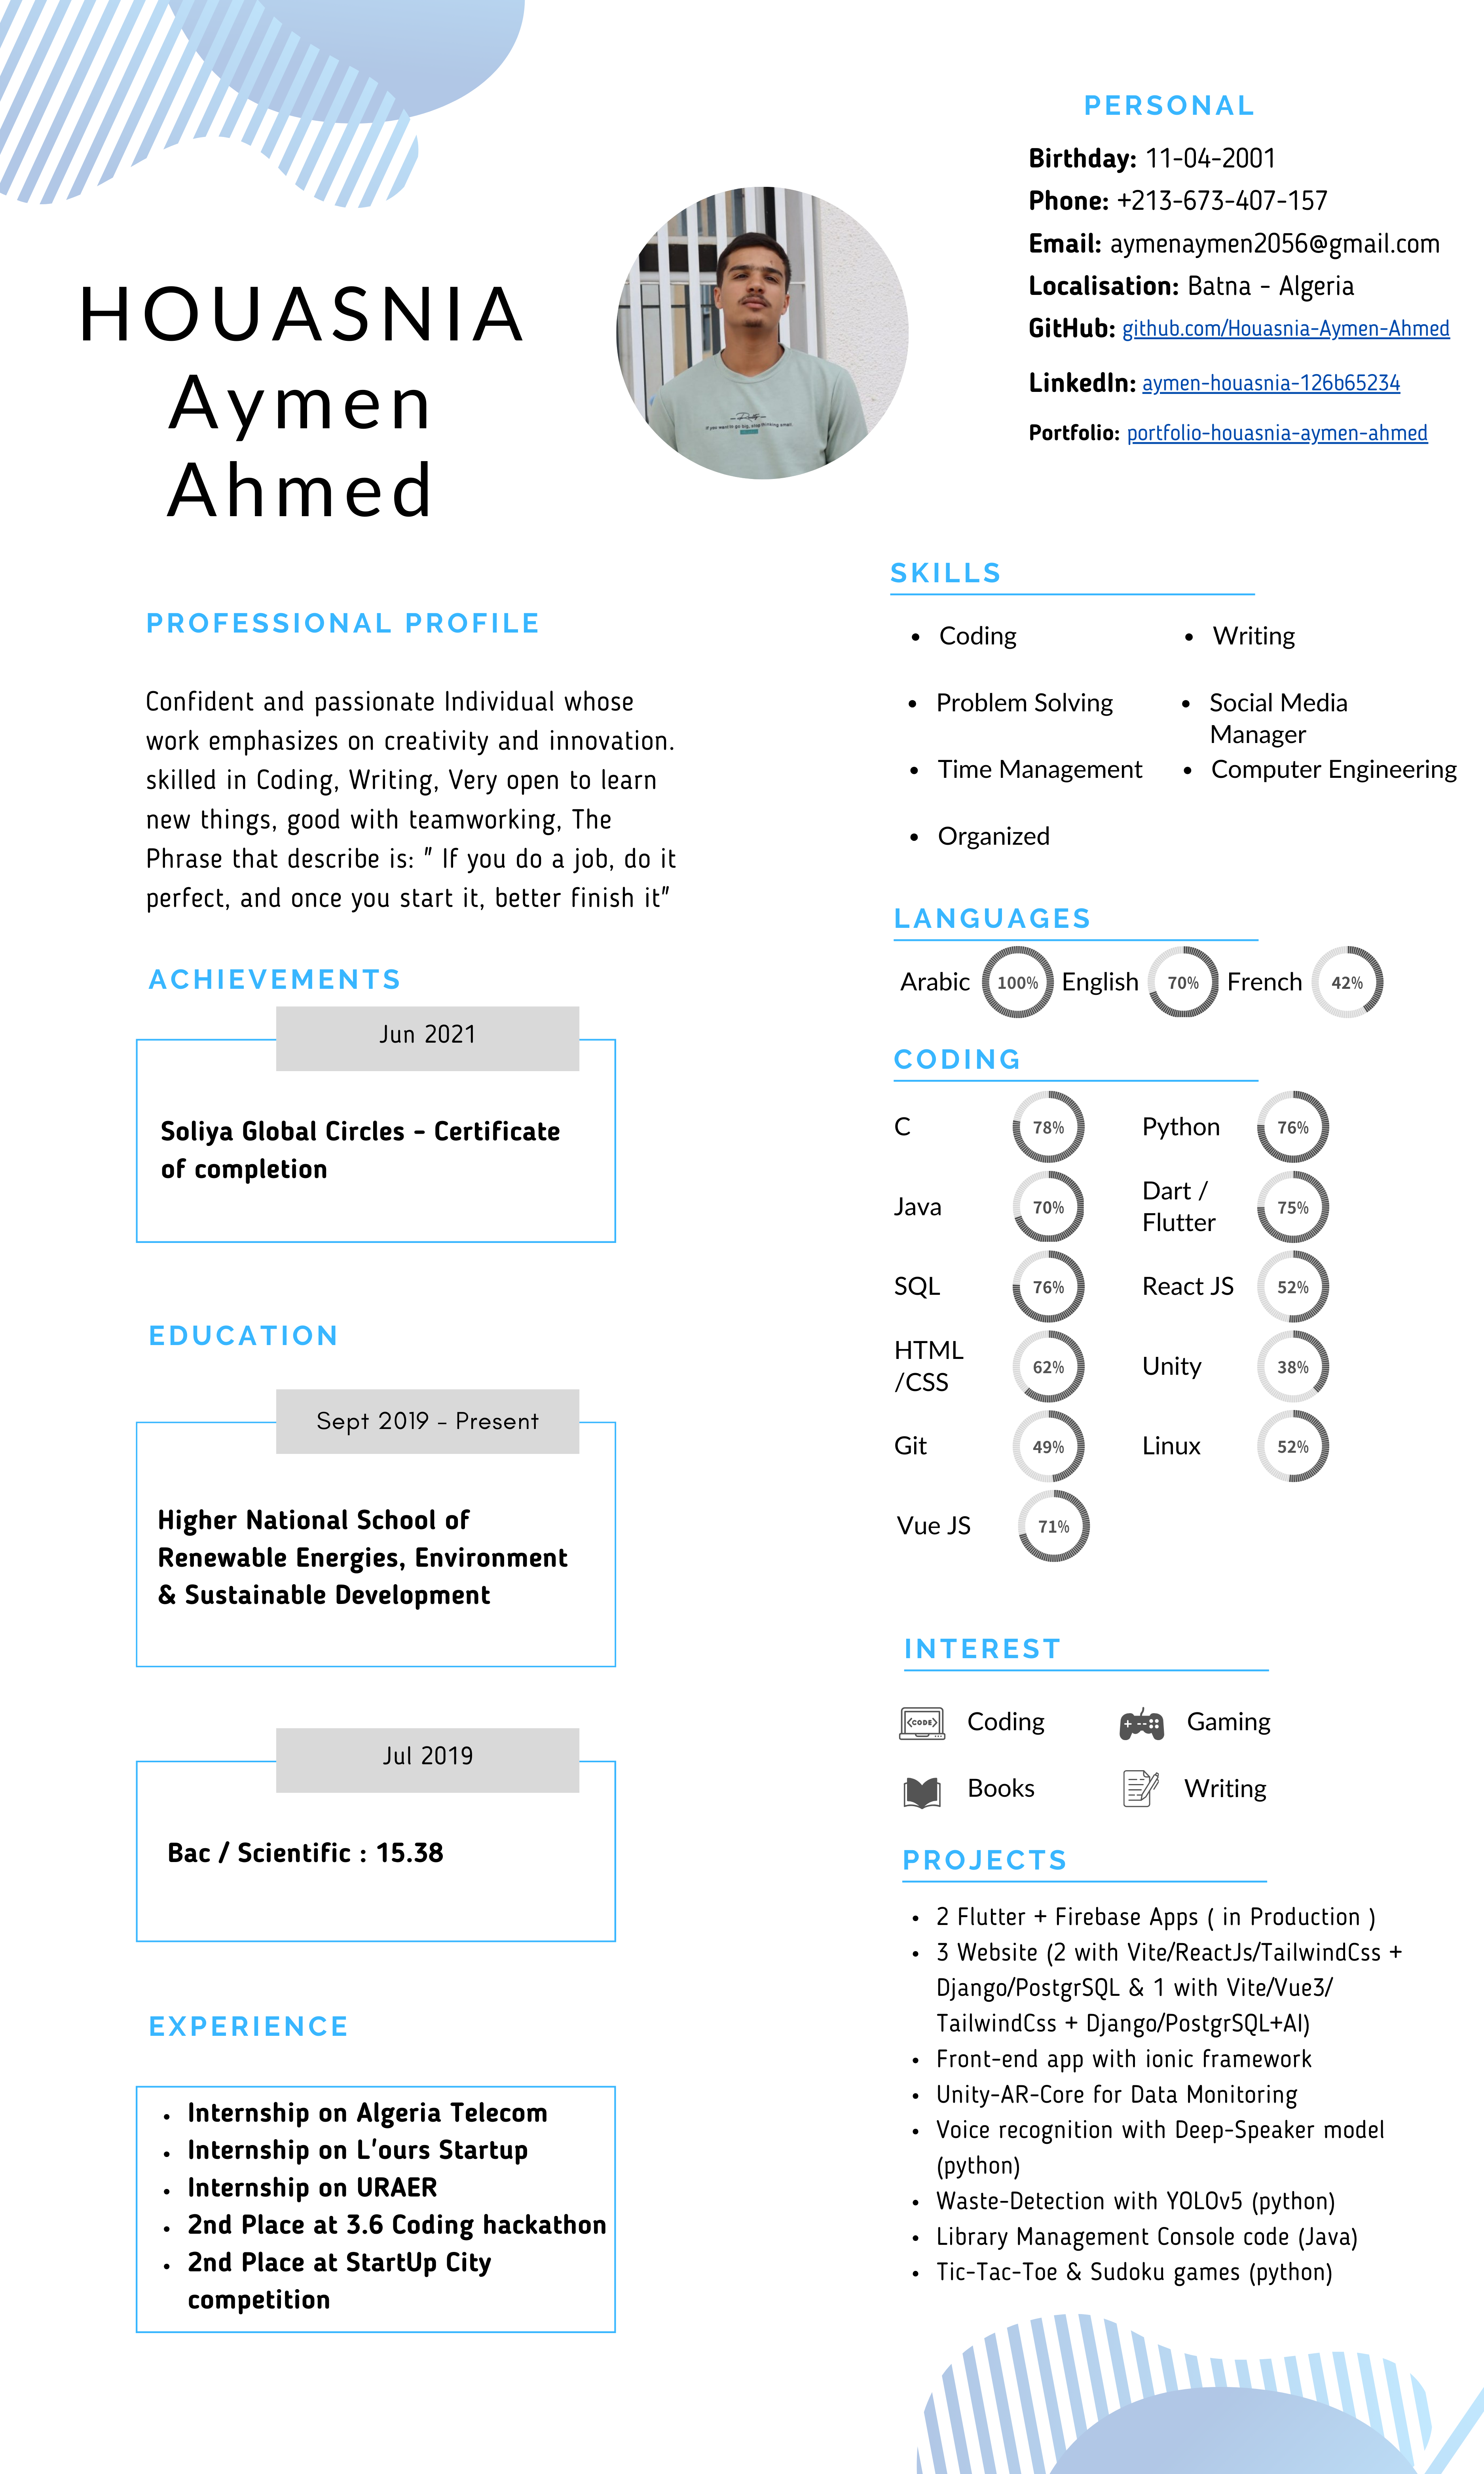 HOUASNIA
Aymen
Ahmed
PERSONAL
Birthday: 11-04-2001
Phone: +213-673-407-157
Email: aymenaymen2056@gmail.com
Localisation: Batna - Algeria
GitHub: github.com/Houasnia-Aymen-Ahmed
LinkedIn: aymen-houasnia-126b65234
Portfolio: portfolio-houasnia-aymen-ahmed
If you want to go big, stop thinking small.
PROFESSIONAL PROFILE
Confident and passionate Individual whose
work emphasizes on creativity and innovation.
skilled in Coding, Writing, Very open to learn
new things, good with teamworking, The
Phrase that describe is: " If you do a job, do it
perfect, and once you start it, better finish it"
ACHIEVEMENTS
Jun 2021
Soliya Global Circles - Certificate
of completion
EDUCATION
Sept 2019 - Present
Higher National School of
Renewable Energies, Environment
& Sustainable Development
Jul 2019
Bac / Scientific : 15.38
EXPERIENCE
• Internship on Algeria Telecom
• Internship on L'ours Startup
• Internship on URAER
• 2nd Place at 3.6 Coding hackathon
• 2nd Place at StartUp City
competition
SKILLS
• Coding
• Writing
• Problem Solving
• Social Media
Manager
• Time Management
• Computer Engineering
• Organized
LANGUAGES
Arabic 100% English 70% French 42%
CODING
C 78% Python 76%
Java 70% Dart /
Flutter 75%
SQL 76% React JS 52%
HTML
/CSS 62% Unity 38%
Git 49% Linux 52%
Vue JS 71%
INTEREST
<CODE> Coding Gaming
Books Writing
PROJECTS
• 2 Flutter + Firebase Apps ( in Production )
• 3 Website (2 with Vite/ReactJs/TailwindCss +
Django/PostgrSQL & 1 with Vite/Vue3/
TailwindCss + Django/PostgrSQL+AI)
• Front-end app with ionic framework
• Unity-AR-Core for Data Monitoring
• Voice recognition with Deep-Speaker model
(python)
• Waste-Detection with YOLOv5 (python)
• Library Management Console code (Java)
• Tic-Tac-Toe & Sudoku games (python)